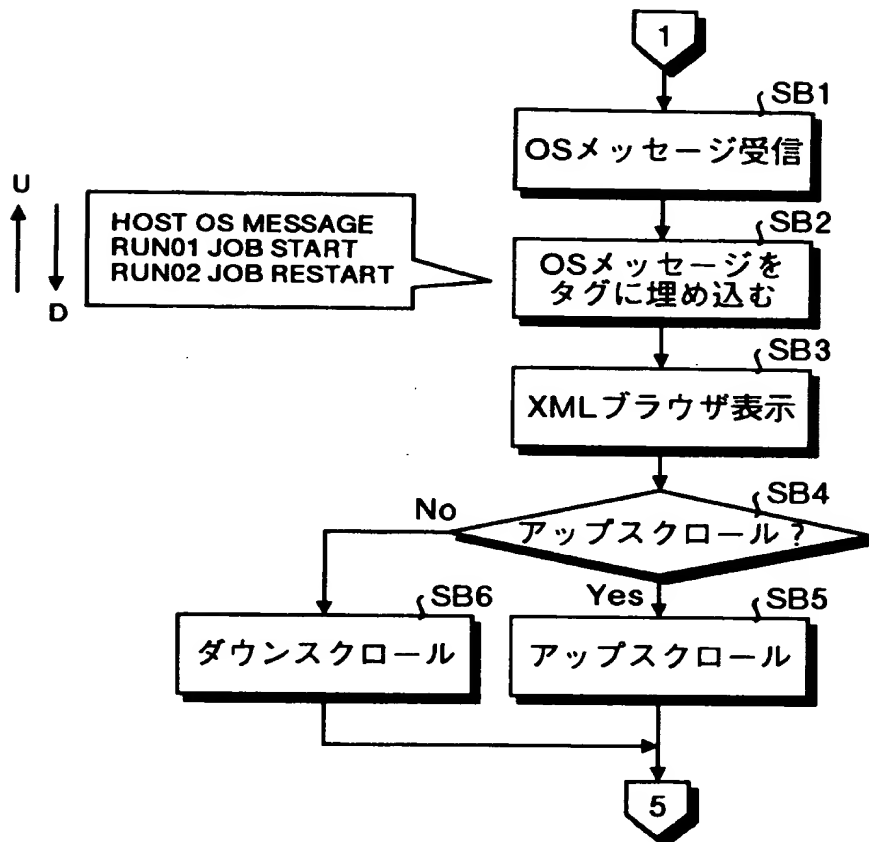 1
SB1
OSメッセージ受信
U
D
HOST OS MESSAGE
RUN01 JOB START
RUN02 JOB RESTART
SB2
OSメッセージを
タグに埋め込む
SB3
XMLブラウザ表示
SB4
アップスクロール?
No
Yes
SB6
ダウンスクロール
SB5
アップスクロール
5